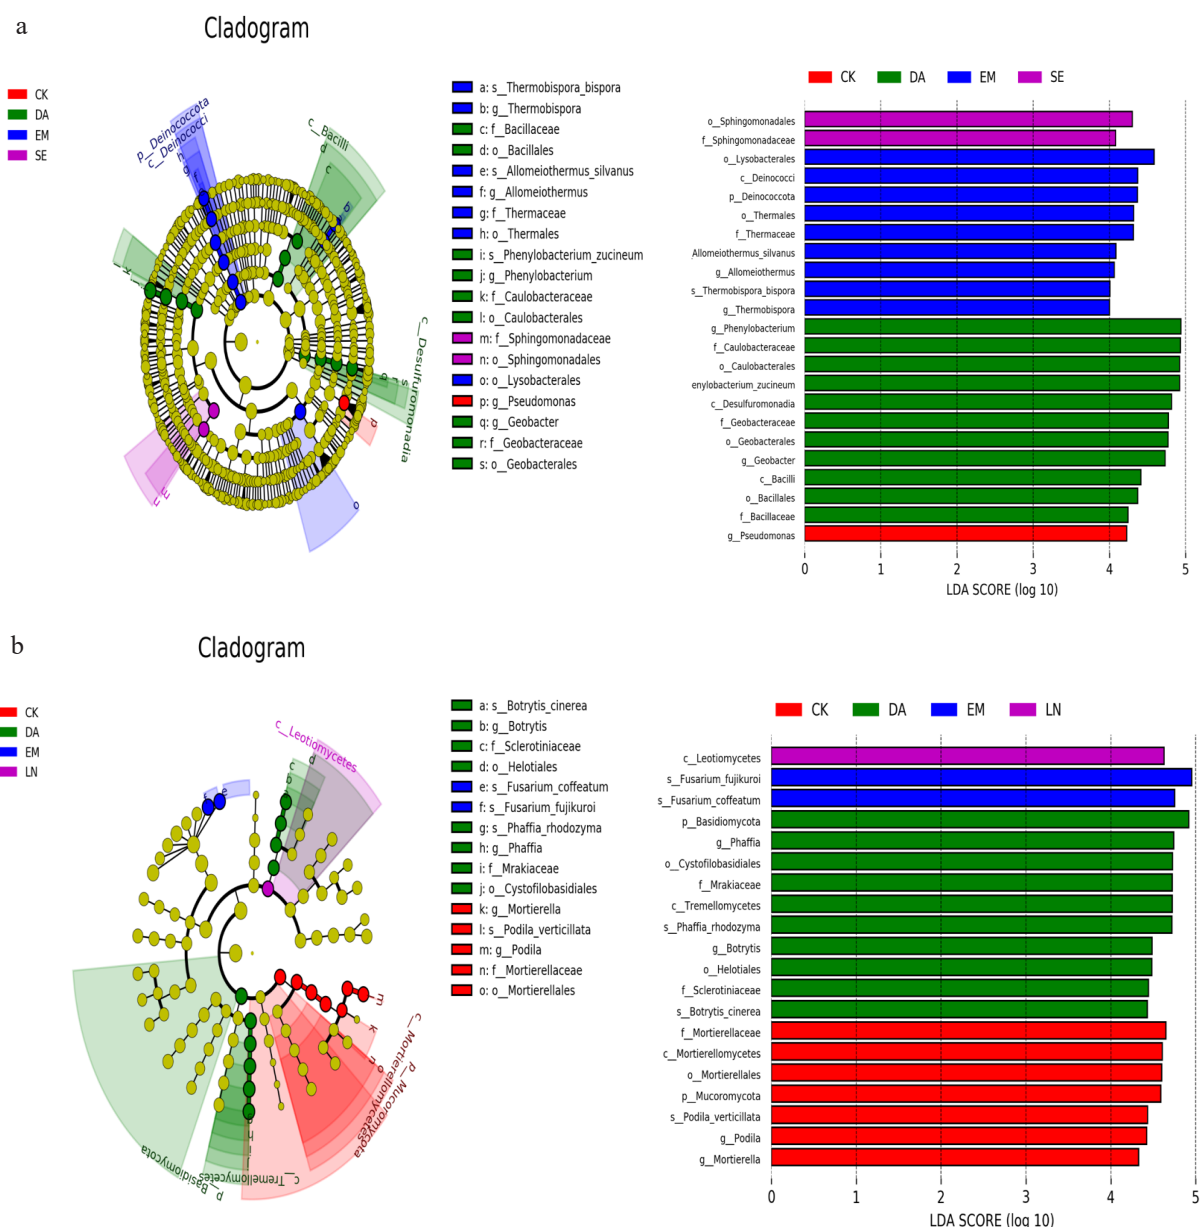 a
Cladogram
CK
DA
EM
SE
p__Deinococcota
c__Deinococci
h
g
f
c__Bacilli
d
c
b
c__Desulfuromonadia
s
r
q
p
o
n
m
a: s__Thermobispora_bispora
b: g__Thermobispora
c: f__Bacillaceae
d: o__Bacillales
e: s__Allomeiothermus_silvanus
f: g__Allomeiothermus
g: f__Thermaceae
h: o__Thermales
i: s__Phenylobacterium_zucineum
j: g__Phenylobacterium
k: f__Caulobacteraceae
l: o__Caulobacterales
m: f__Sphingomonadaceae
n: o__Sphingomonadales
o: o__Lysobacterales
p: g__Pseudomonas
q: g__Geobacter
r: f__Geobacteraceae
s: o__Geobacterales
CK DA EM SE
o__Sphingomonadales
f__Sphingomonadaceae
o__Lysobacterales
c__Deinococci
p__Deinococcota
o__Thermales
f__Thermaceae
Allomeiothermus_silvanus
g__Allomeiothermus
s__Thermobispora_bispora
g__Thermobispora
g__Phenylobacterium
f__Caulobacteraceae
o__Caulobacterales
enylobacterium_zucineum
c__Desulfuromonadia
f__Geobacteraceae
o__Geobacterales
g__Geobacter
c__Bacilli
o__Bacillales
f__Bacillaceae
g__Pseudomonas
0 1 2 3 4 5
LDA SCORE (log 10)
b
Cladogram
CK
DA
EM
LN
c__Leotiomycetes
d
c
b
e
m
k
n
o
c__Mortierellomycetes
p__Mucoromycota
c__Tremellomycetes
p__Basidiomycota
h
i
a: s__Botrytis_cinerea
b: g__Botrytis
c: f__Sclerotiniaceae
d: o__Helotiales
e: s__Fusarium_coffeatum
f: s__Fusarium_fujikuroi
g: s__Phaffia_rhodozyma
h: g__Phaffia
i: f__Mrakiaceae
j: o__Cystofilobasidiales
k: g__Mortierella
l: s__Podila_verticillata
m: g__Podila
n: f__Mortierellaceae
o: o__Mortierellales
CK DA EM LN
c__Leotiomycetes
s__Fusarium_fujikuroi
s__Fusarium_coffeatum
p__Basidiomycota
g__Phaffia
o__Cystofilobasidiales
f__Mrakiaceae
c__Tremellomycetes
s__Phaffia_rhodozyma
g__Botrytis
o__Helotiales
f__Sclerotiniaceae
s__Botrytis_cinerea
f__Mortierellaceae
c__Mortierellomycetes
o__Mortierellales
p__Mucoromycota
s__Podila_verticillata
g__Podila
g__Mortierella
0 1 2 3 4 5
LDA SCORE (log 10)